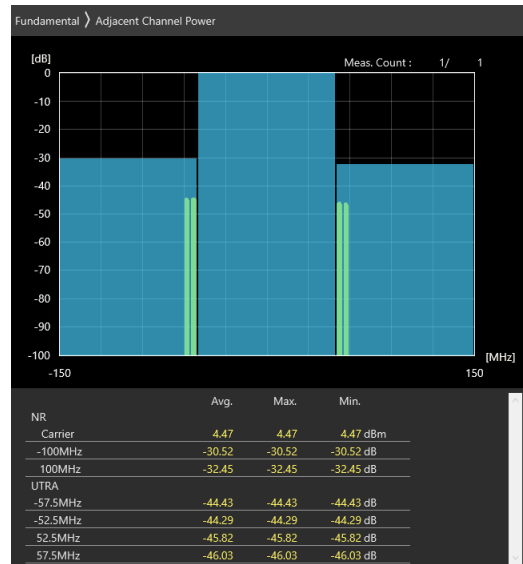 Fundamental 〉 Adjacent Channel Power
[dB]
Meas. Count : 1/ 1
0
-10
-20
-30
-40
-50
-60
-70
-80
-90
-100
[MHz]
-150 150
Avg. Max. Min.
NR
Carrier 4.47 4.47 4.47 dBm
-100MHz -30.52 -30.52 -30.52 dB
100MHz -32.45 -32.45 -32.45 dB
UTRA
-57.5MHz -44.43 -44.43 -44.43 dB
-52.5MHz -44.29 -44.29 -44.29 dB
52.5MHz -45.82 -45.82 -45.82 dB
57.5MHz -46.03 -46.03 -46.03 dB